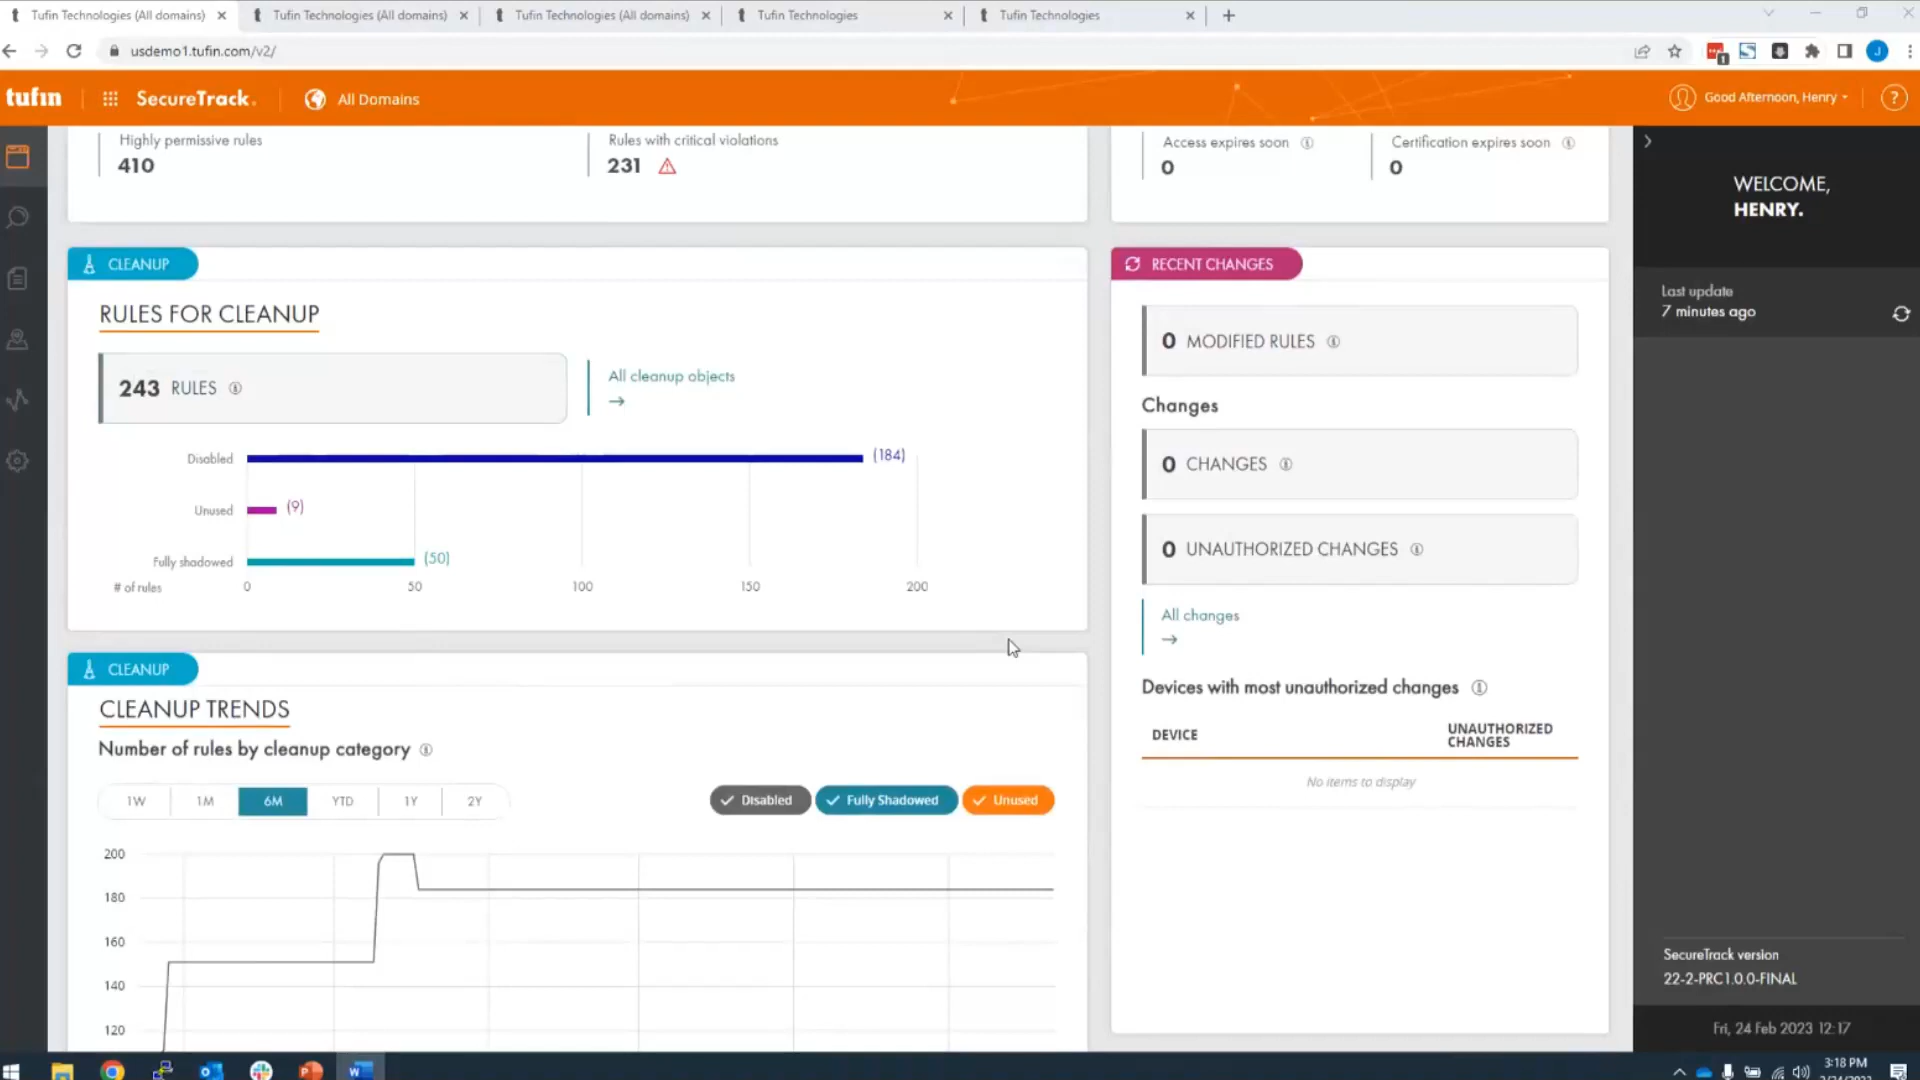 Tufin Technologies (All domains)
Tufin Technologies (All domains)
Tufin Technologies (All domains)
Tufin Technologies
Tufin Technologies
usdemo1.tufin.com/v2/
J
tufin
SecureTrack.
All Domains
Good Afternoon, Henry
?
Highly permissive rules
410
Rules with critical violations
231
Access expires soon
0
Certification expires soon
0
WELCOME,
HENRY.
Last update
7 minutes ago
CLEANUP
RULES FOR CLEANUP
243 RULES
All cleanup objects
→
Disabled
(184)
Unused
(9)
Fully shadowed
(50)
# of rules
0
50
100
150
200
RECENT CHANGES
0 MODIFIED RULES
Changes
0 CHANGES
0 UNAUTHORIZED CHANGES
All changes
→
Devices with most unauthorized changes
DEVICE
UNAUTHORIZED
CHANGES
No items to display
CLEANUP
CLEANUP TRENDS
Number of rules by cleanup category
1W
1M
6M
YTD
1Y
2Y
Disabled
Fully Shadowed
Unused
200
180
160
140
120
SecureTrack version
22-2-PRC1.0.0-FINAL
Fri, 24 Feb 2023 12:17
3:18 PM